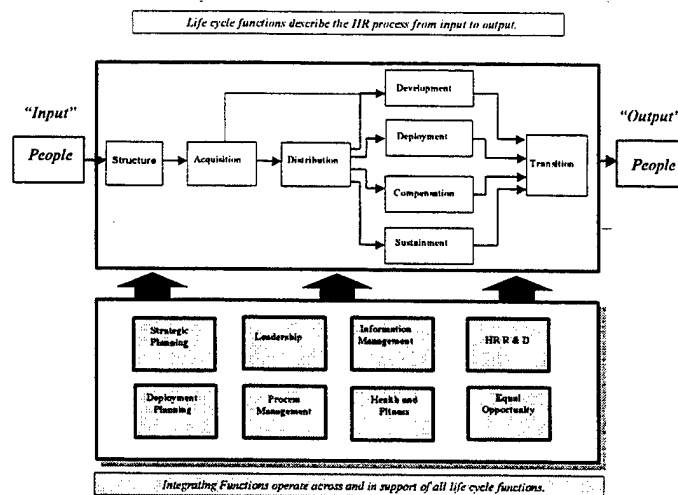 Life cycle functions describe the HR process from input to output.
"Input"
People
Structure
Acquisition
Distribution
Development
Deployment
Compensation
Sustainment
Transition
"Output"
People
Strategic
Planning
Leadership
Information
Management
HR R & D
Deployment
Planning
Process
Management
Health and
Fitness
Equal
Opportunity
Integrating Functions operate across and in support of all life cycle functions.